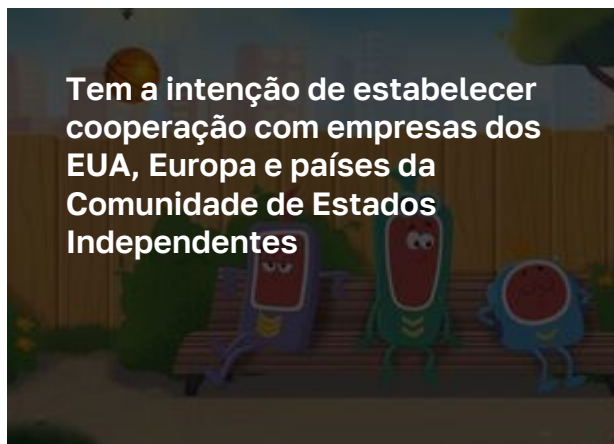 Tem a intenção de estabelecer
cooperação com empresas dos
EUA, Europa e países da
Comunidade de Estados
Independentes